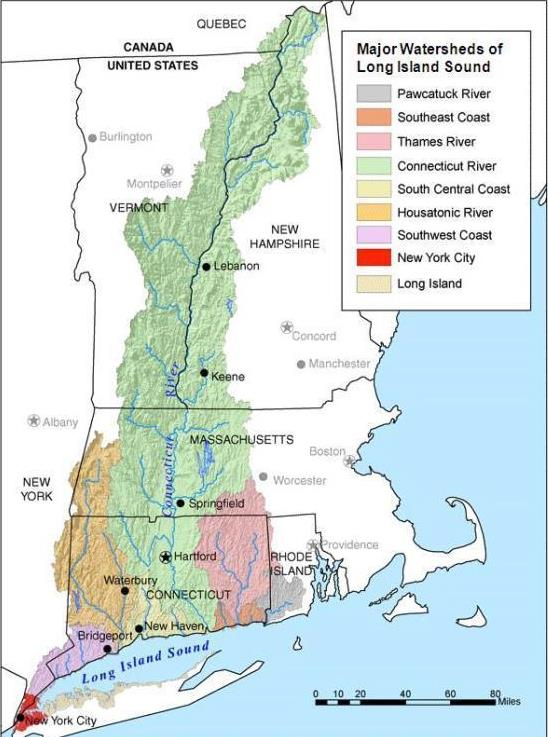 QUEBEC
CANADA
UNITED STATES
Major Watersheds of
Long Island Sound
Pawcatuck River
Southeast Coast
Thames River
Connecticut River
South Central Coast
Housatonic River
Southwest Coast
New York City
Long Island
Burlington
Montpelier
VERMONT
NEW
HAMPSHIRE
Lebanon
Concord
Manchester
Keene
Connecticut River
Albany
MASSACHUSETTS
Boston
Worcester
NEW
YORK
Springfield
Hartford
Providence
RHODE
ISLAND
Waterbury
CONNECTICUT
New Haven
Bridgeport
Long Island Sound
New York City
0 10 20 40 60 80
Miles